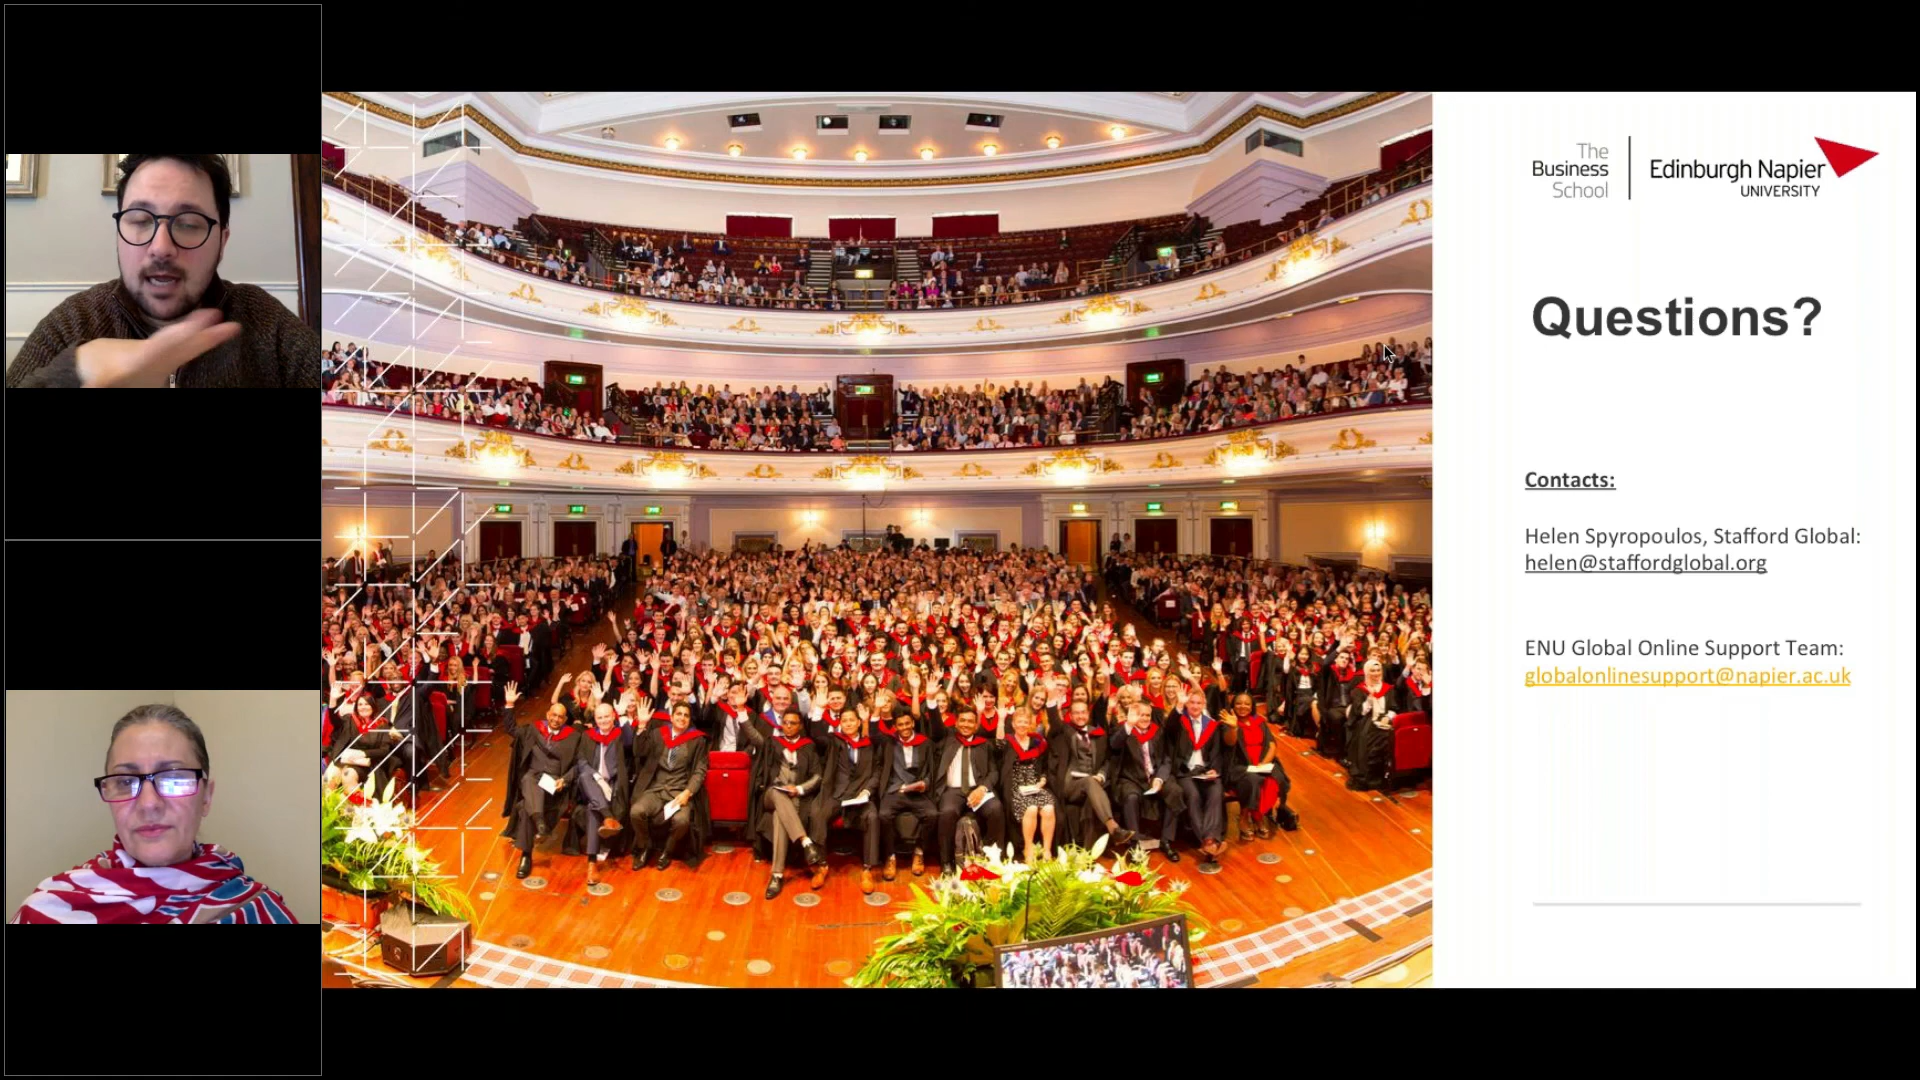 The
Business
School
Edinburgh Napier
UNIVERSITY
Questions?
Contacts:
Helen Spyropoulos, Stafford Global:
helen@staffordglobal.org
ENU Global Online Support Team:
globalonlinesupport@napier.ac.uk